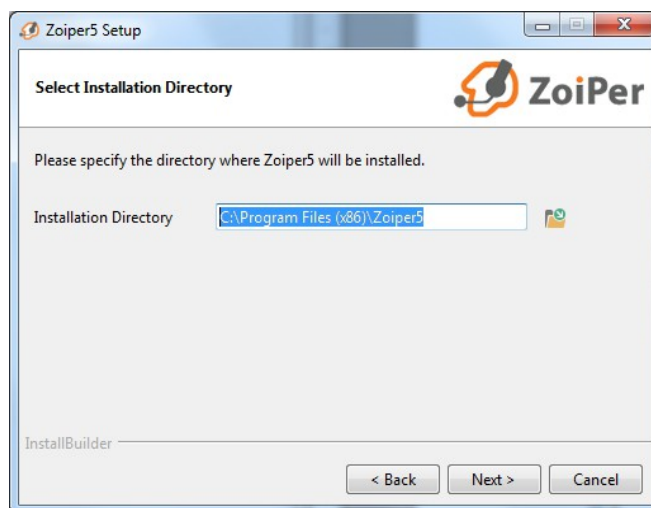 Zoiper5 Setup
Select Installation Directory
ZoiPer
Please specify the directory where Zoiper5 will be installed.
Installation Directory
C:\Program Files (x86)\Zoiper5
InstallBuilder
< Back
Next >
Cancel